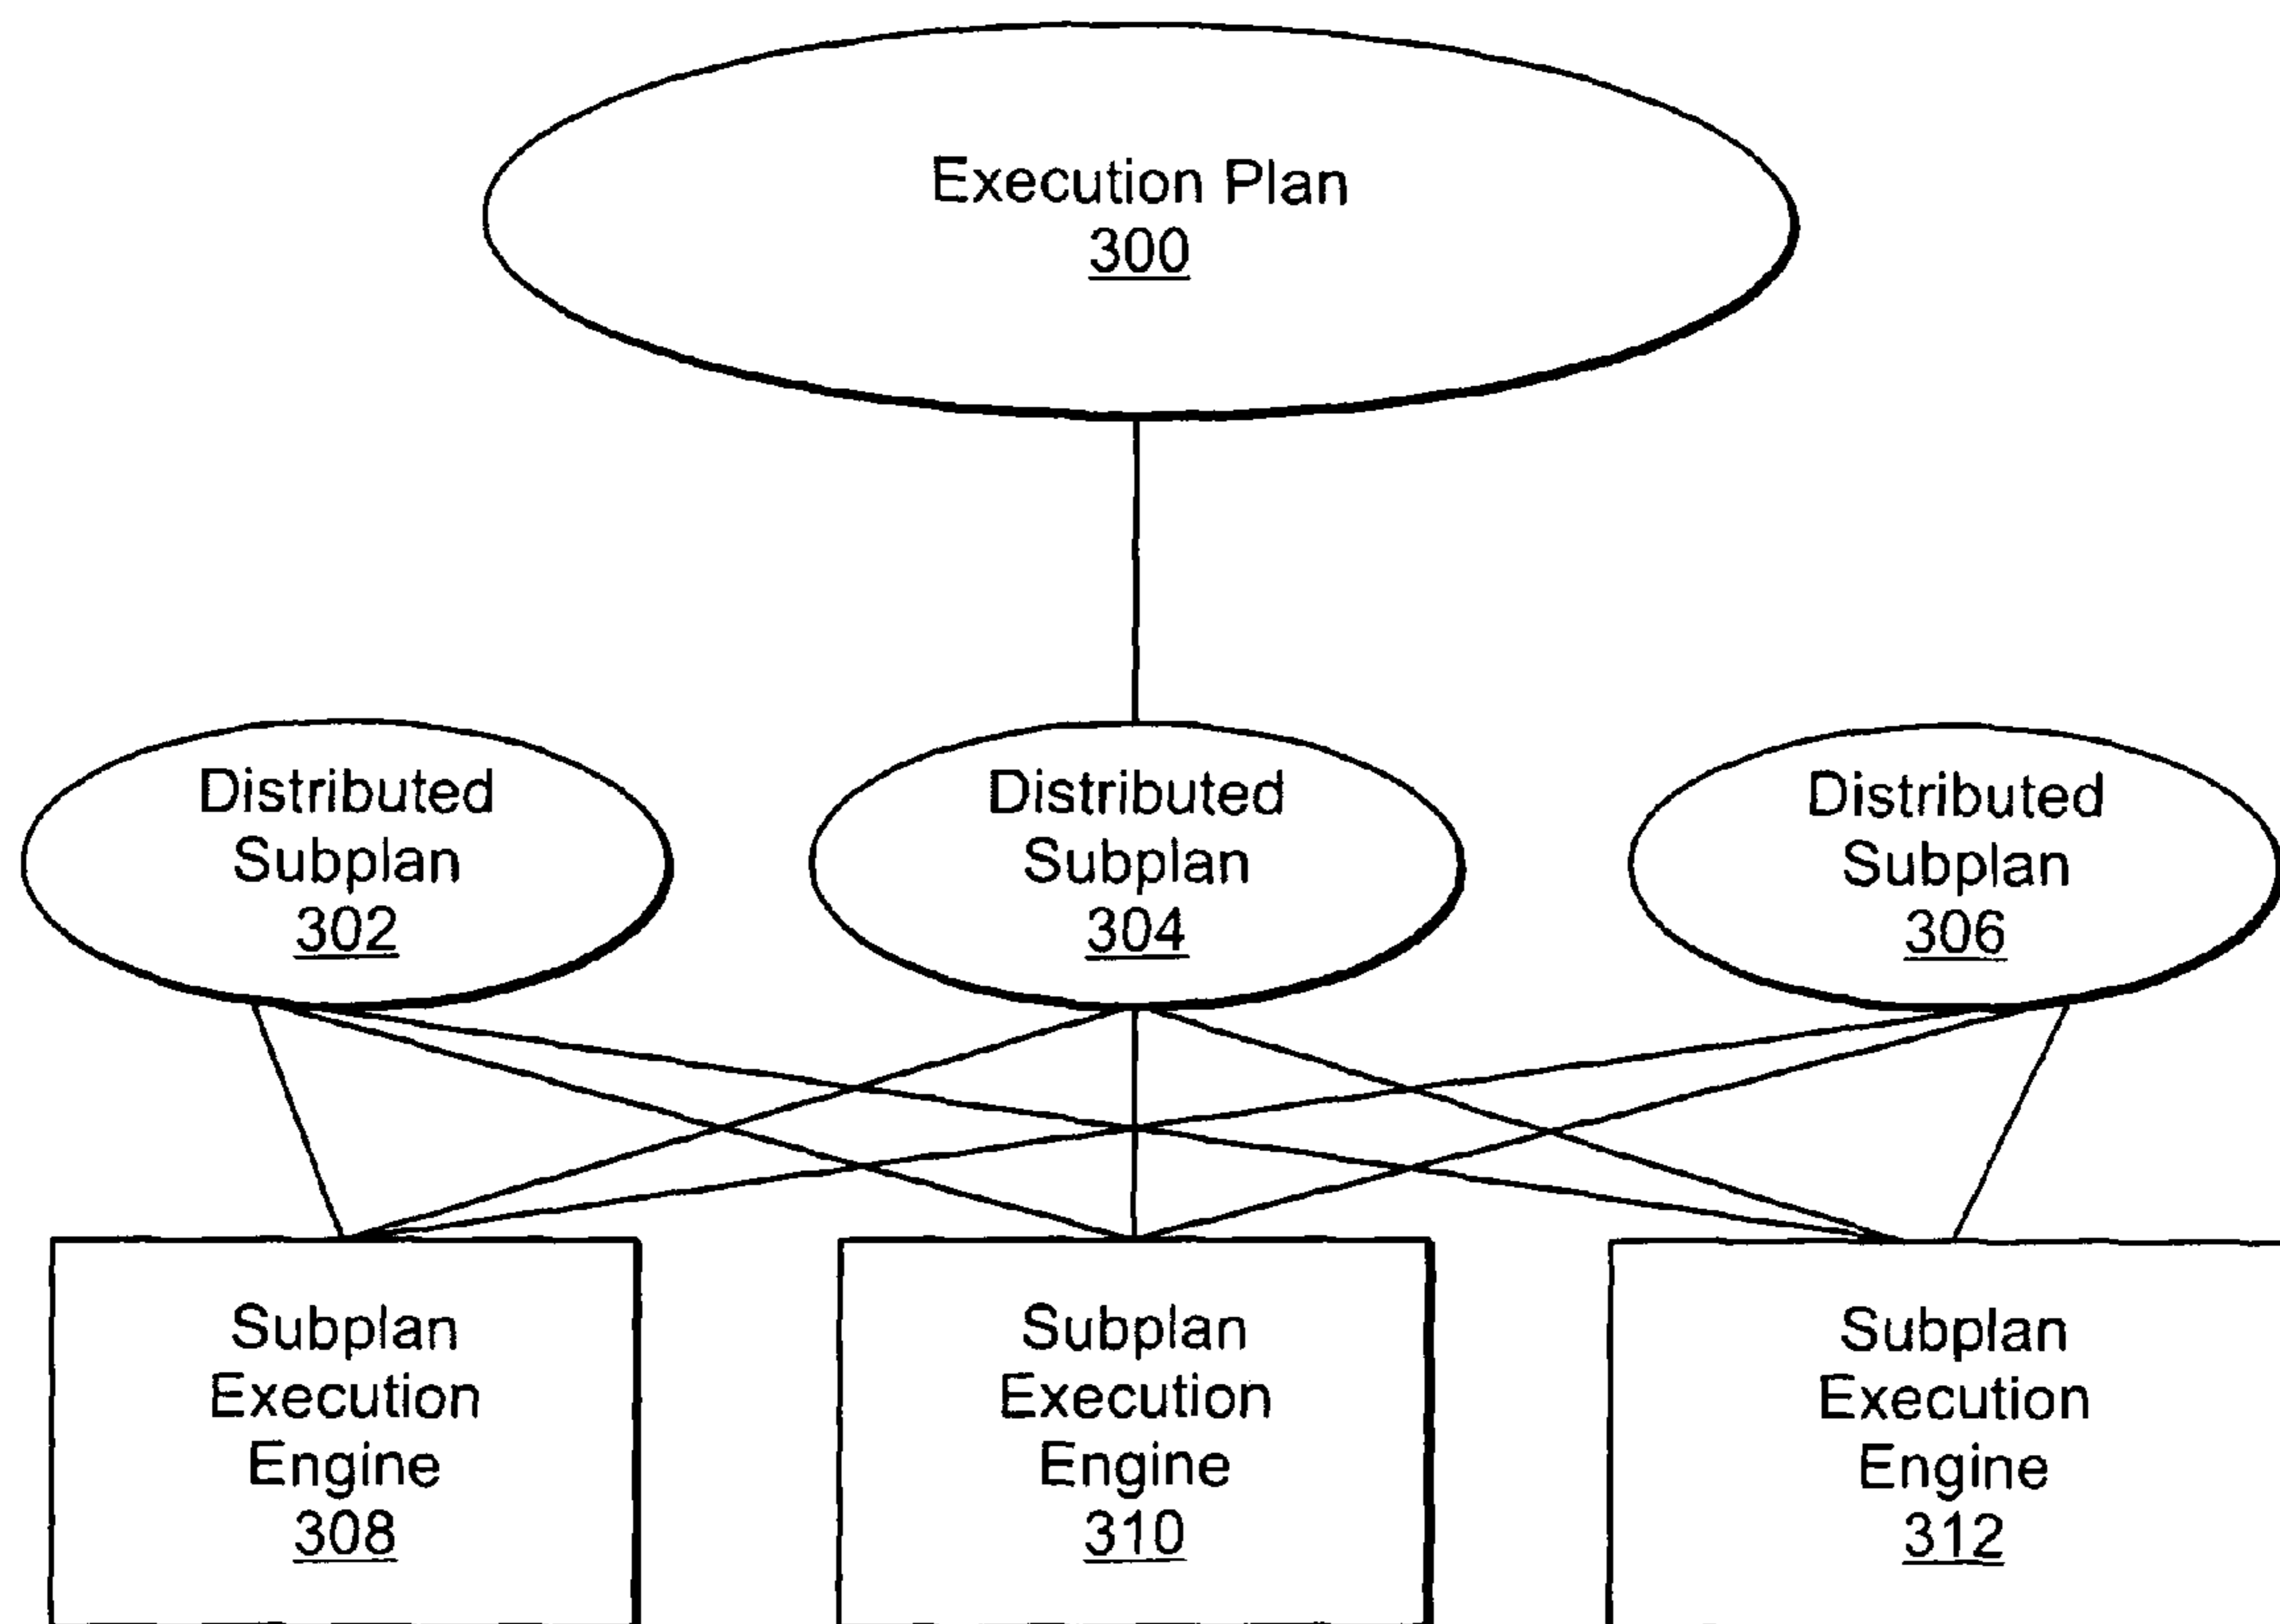 Execution Plan
300
Distributed
Subplan
302
Distributed
Subplan
304
Distributed
Subplan
306
Subplan
Execution
Engine
308
Subplan
Execution
Engine
310
Subplan
Execution
Engine
312